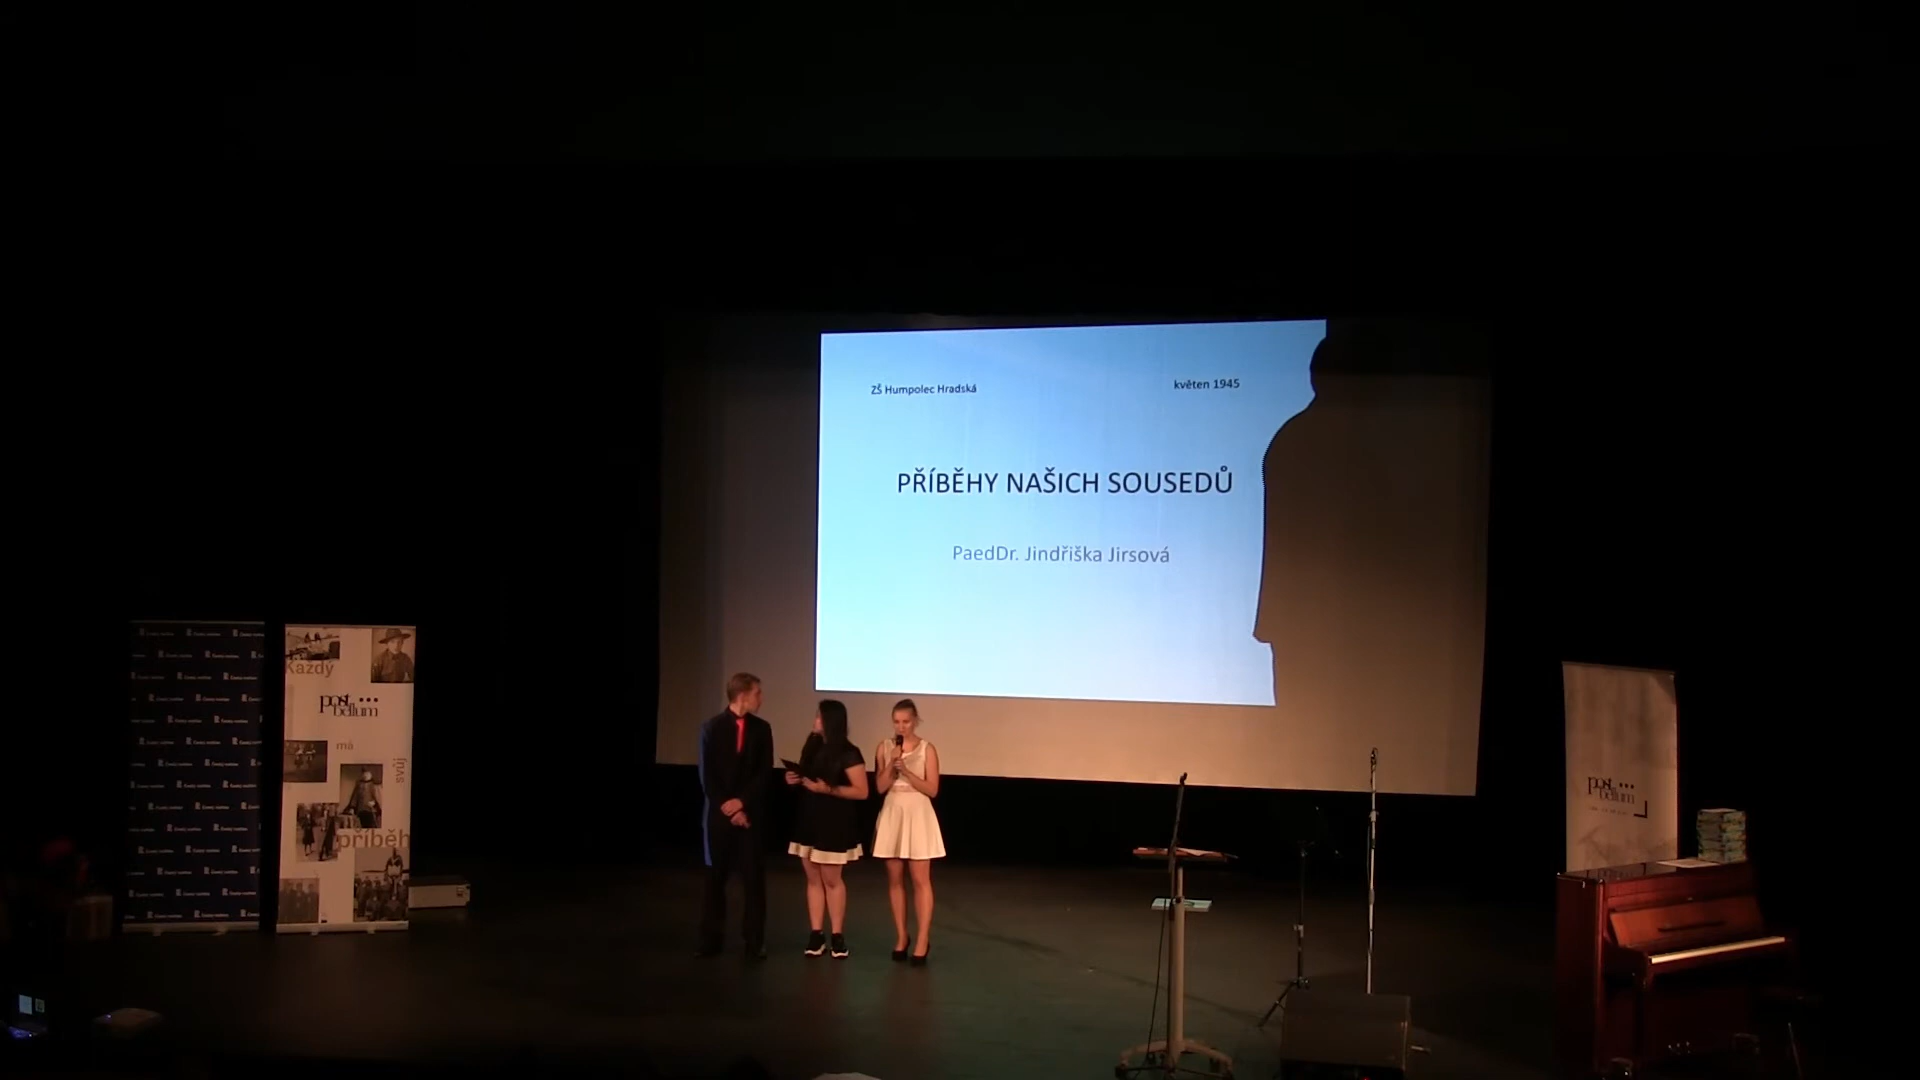 ZŠ Humpolec Hradská
květen 1945
PŘÍBĚHY NAŠICH SOUSEDŮ
PaedDr. Jindřiška Jirsová
Každý
post
bellum
má
svůj
příběh
post
bellum